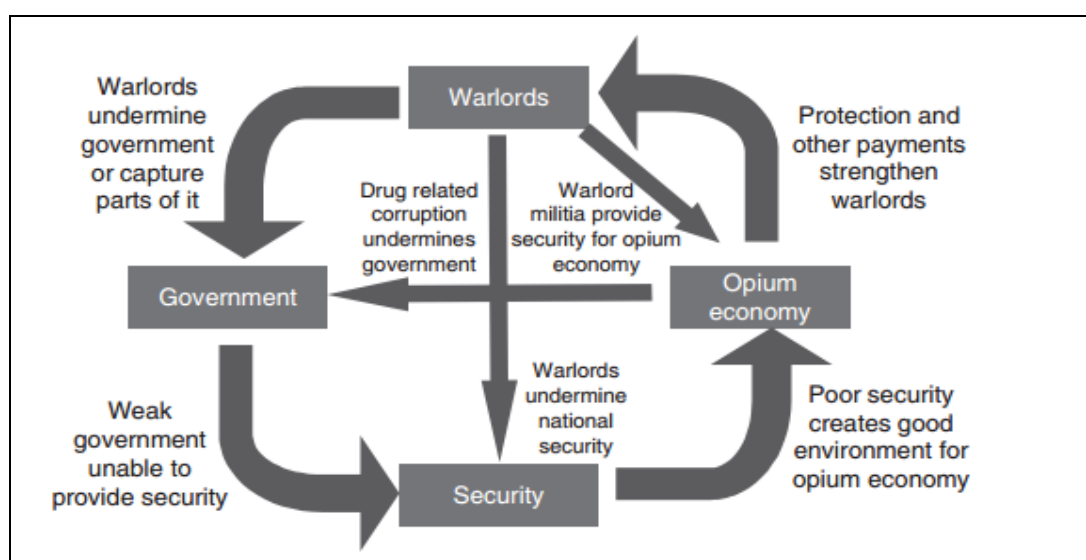 Warlords
Warlords
undermine
government
or capture
parts of it
Protection and
other payments
strengthen
warlords
Drug related
corruption
undermines
government
Warlord
militia provide
security for opium
economy
Government
Opium
economy
Warlords
undermine
national
security
Weak
government
unable to
provide security
Poor security
creates good
environment for
opium economy
Security